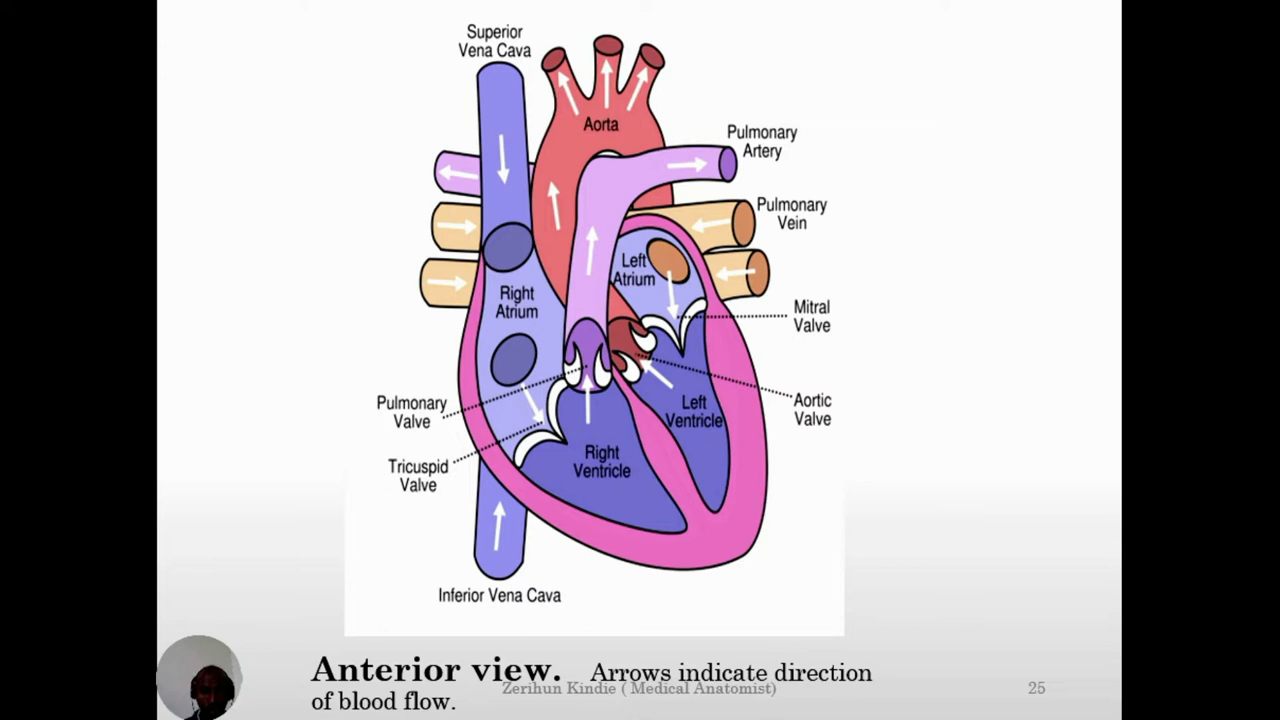 Superior
Vena Cava
Aorta
Pulmonary
Artery
Pulmonary
Vein
Left
Atrium
Right
Atrium
Mitral
Valve
Pulmonary
Valve
Left
Ventricle
Aortic
Valve
Right
Ventricle
Tricuspid
Valve
Inferior Vena Cava
Anterior view. Arrows indicate direction
of blood flow.
Zerihun Kindie ( Medical Anatomist)
25